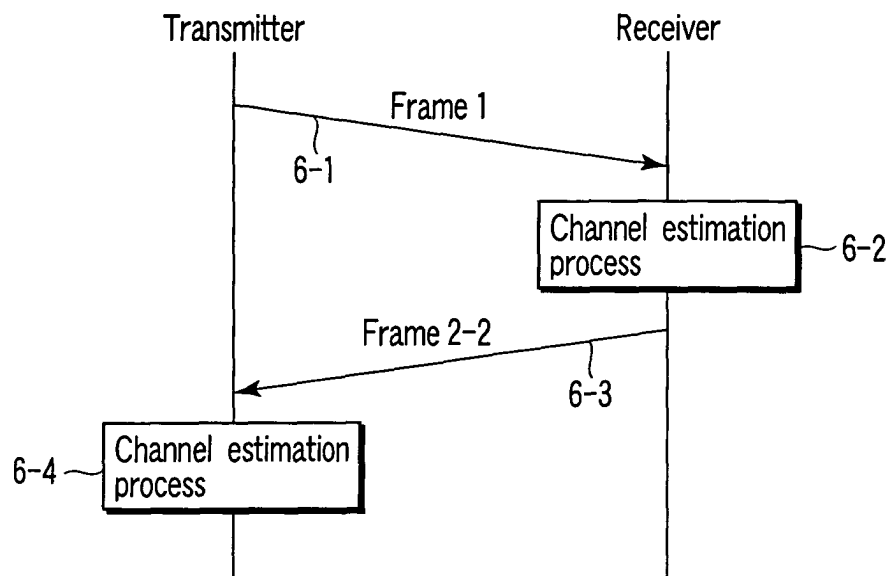 Transmitter
Receiver
Frame 1
6-1
Channel estimation
process
6-2
Frame 2-2
6-3
Channel estimation
process
6-4